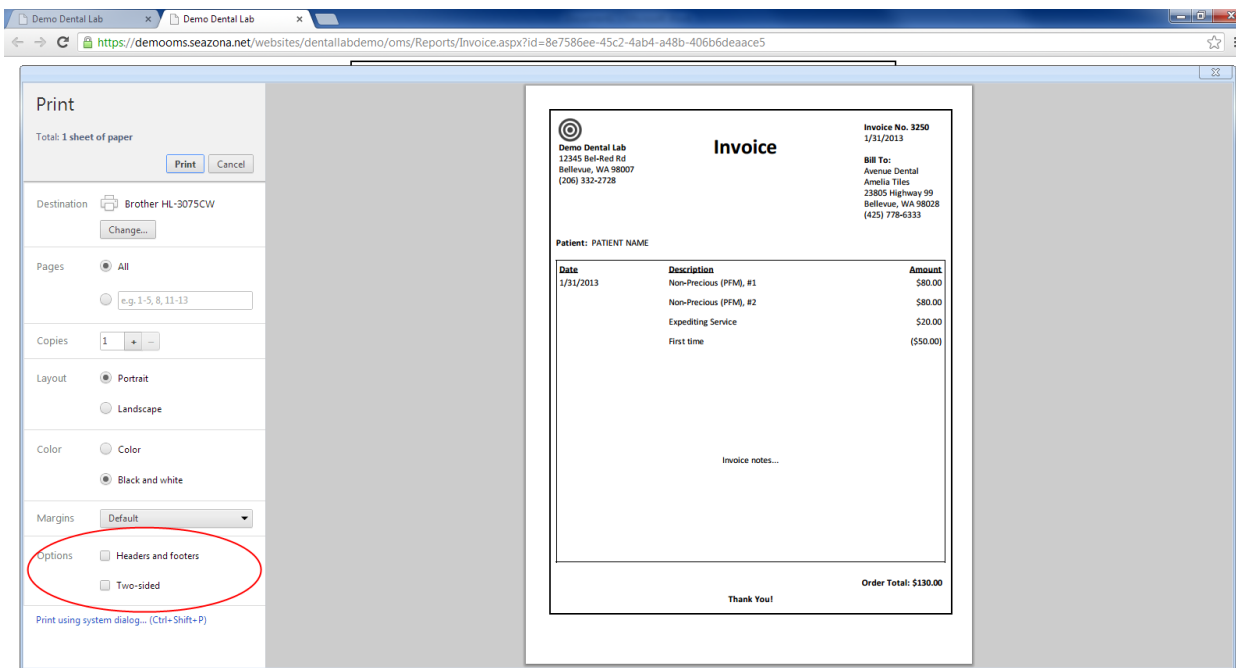 Demo Dental Lab x
Demo Dental Lab x
https://demooms.seazona.net/websites/dentallabdemo/oms/Reports/Invoice.aspx?id=8e7586ee-45c2-4ab4-a48b-406b6deaace5
Print
Total: 1 sheet of paper
Print Cancel
Destination Brother HL-3075CW
Change...
Pages All
e.g. 1-5, 8, 11-13
Copies 1 + −
Layout Portrait
Landscape
Color Color
Black and white
Margins Default
Options Headers and footers
Two-sided
Print using system dialog... (Ctrl+Shift+P)
Demo Dental Lab
12345 Bel-Red Rd
Bellevue, WA 98007
(206) 332-2728
Invoice
Invoice No. 3250
1/31/2013
Bill To:
Avenue Dental
Amelia Tiles
23805 Highway 99
Bellevue, WA 98028
(425) 778-6333
Patient: PATIENT NAME
Date Description Amount
1/31/2013 Non-Precious (PFM), #1 $80.00
Non-Precious (PFM), #2 $80.00
Expediting Service $20.00
First time ($50.00)
Invoice notes...
Order Total: $130.00
Thank You!